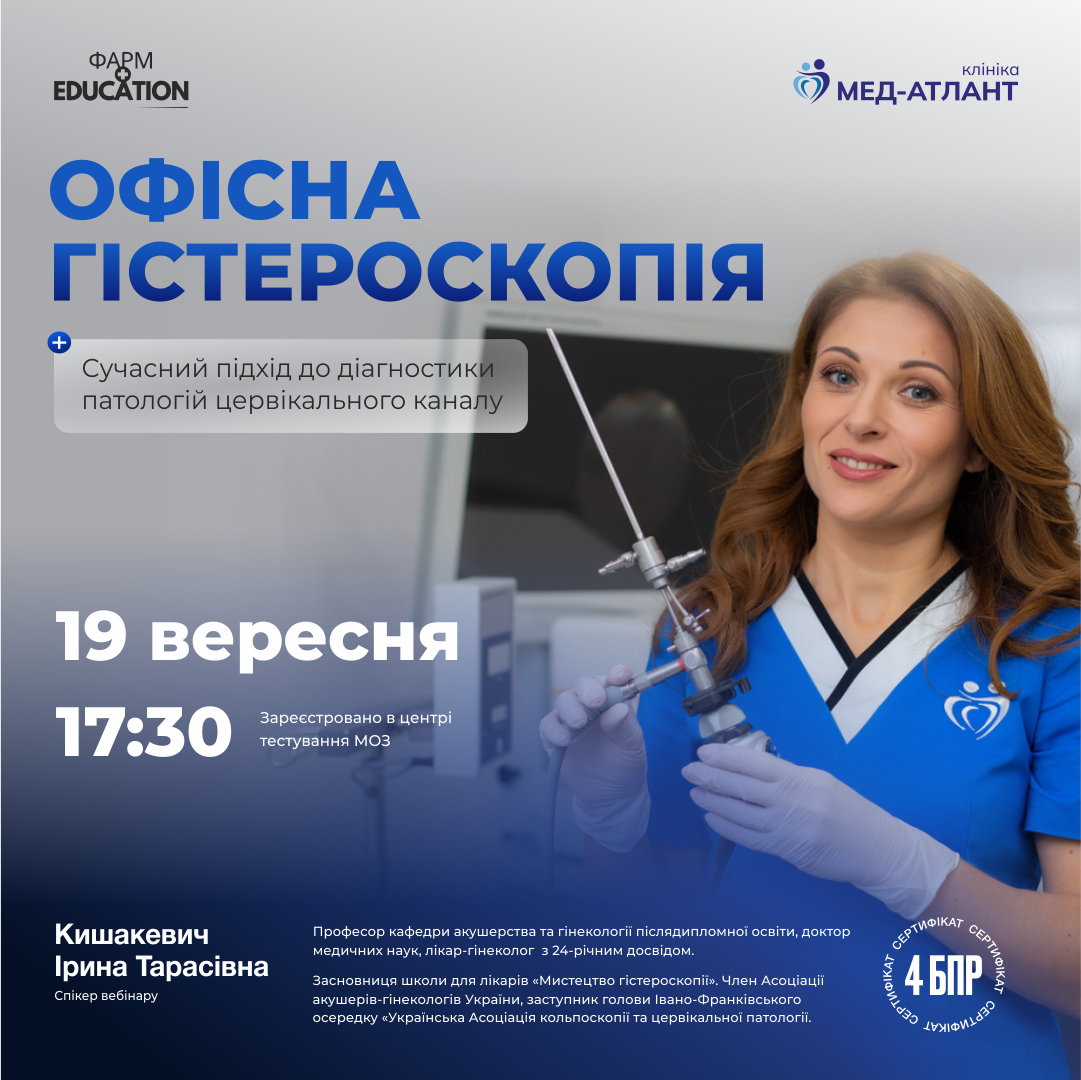 ФАРМ
EDUCATION
клініка
МЕД-АТЛАНТ
ОФІСНА
ГІСТЕРОСКОПІЯ
Сучасний підхід до діагностики
патологій цервікального каналу
19 вересня
17:30
Зареєстровано в центрі
тестування МОЗ
Кишакевич
Ірина Тарасівна
Спікер вебінару
Професор кафедри акушерства та гінекології післядипломної освіти, доктор
медичних наук, лікар-гінеколог з 24-річним досвідом.
Засновниця школи для лікарів «Мистецтво гістероскопії». Член Асоціації
акушерів-гінекологів України, заступник голови Івано-Франківського
осередку «Українська Асоціація кольпоскопії та цервікальної патології.
СЕРТИФІКАТ СЕРТИФІКАТ СЕРТИФІКАТ СЕРТИФІКАТ
4 БПР